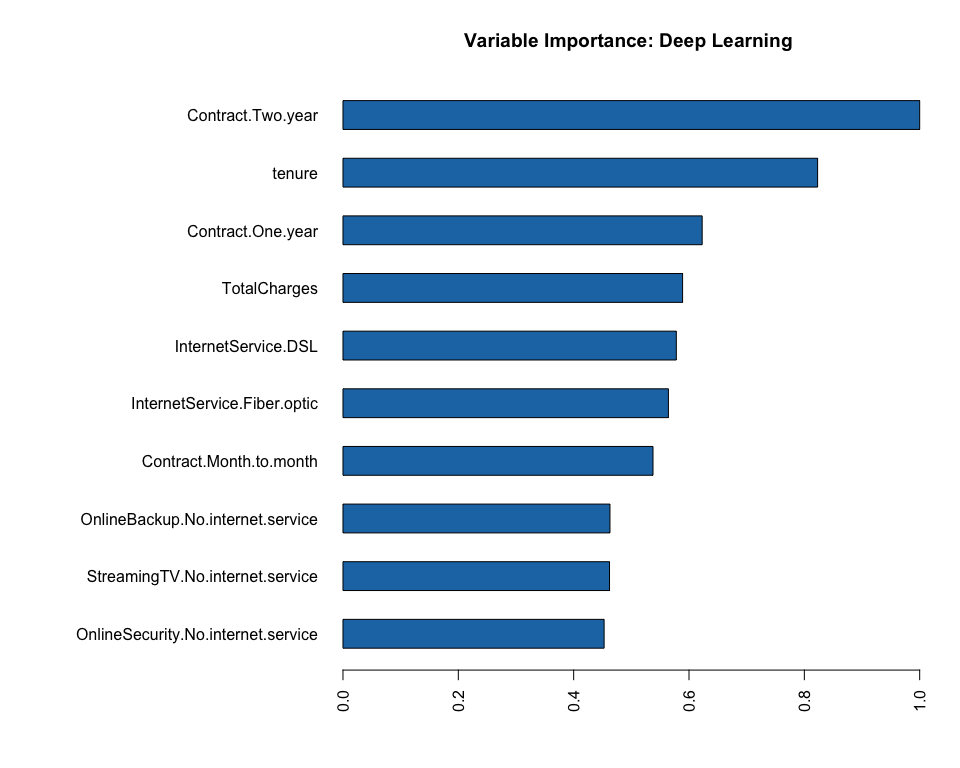 Variable Importance: Deep Learning
Contract.Two.year
tenure
Contract.One.year
TotalCharges
InternetService.DSL
InternetService.Fiber.optic
Contract.Month.to.month
OnlineBackup.No.internet.service
StreamingTV.No.internet.service
OnlineSecurity.No.internet.service
0.0 0.2 0.4 0.6 0.8 1.0